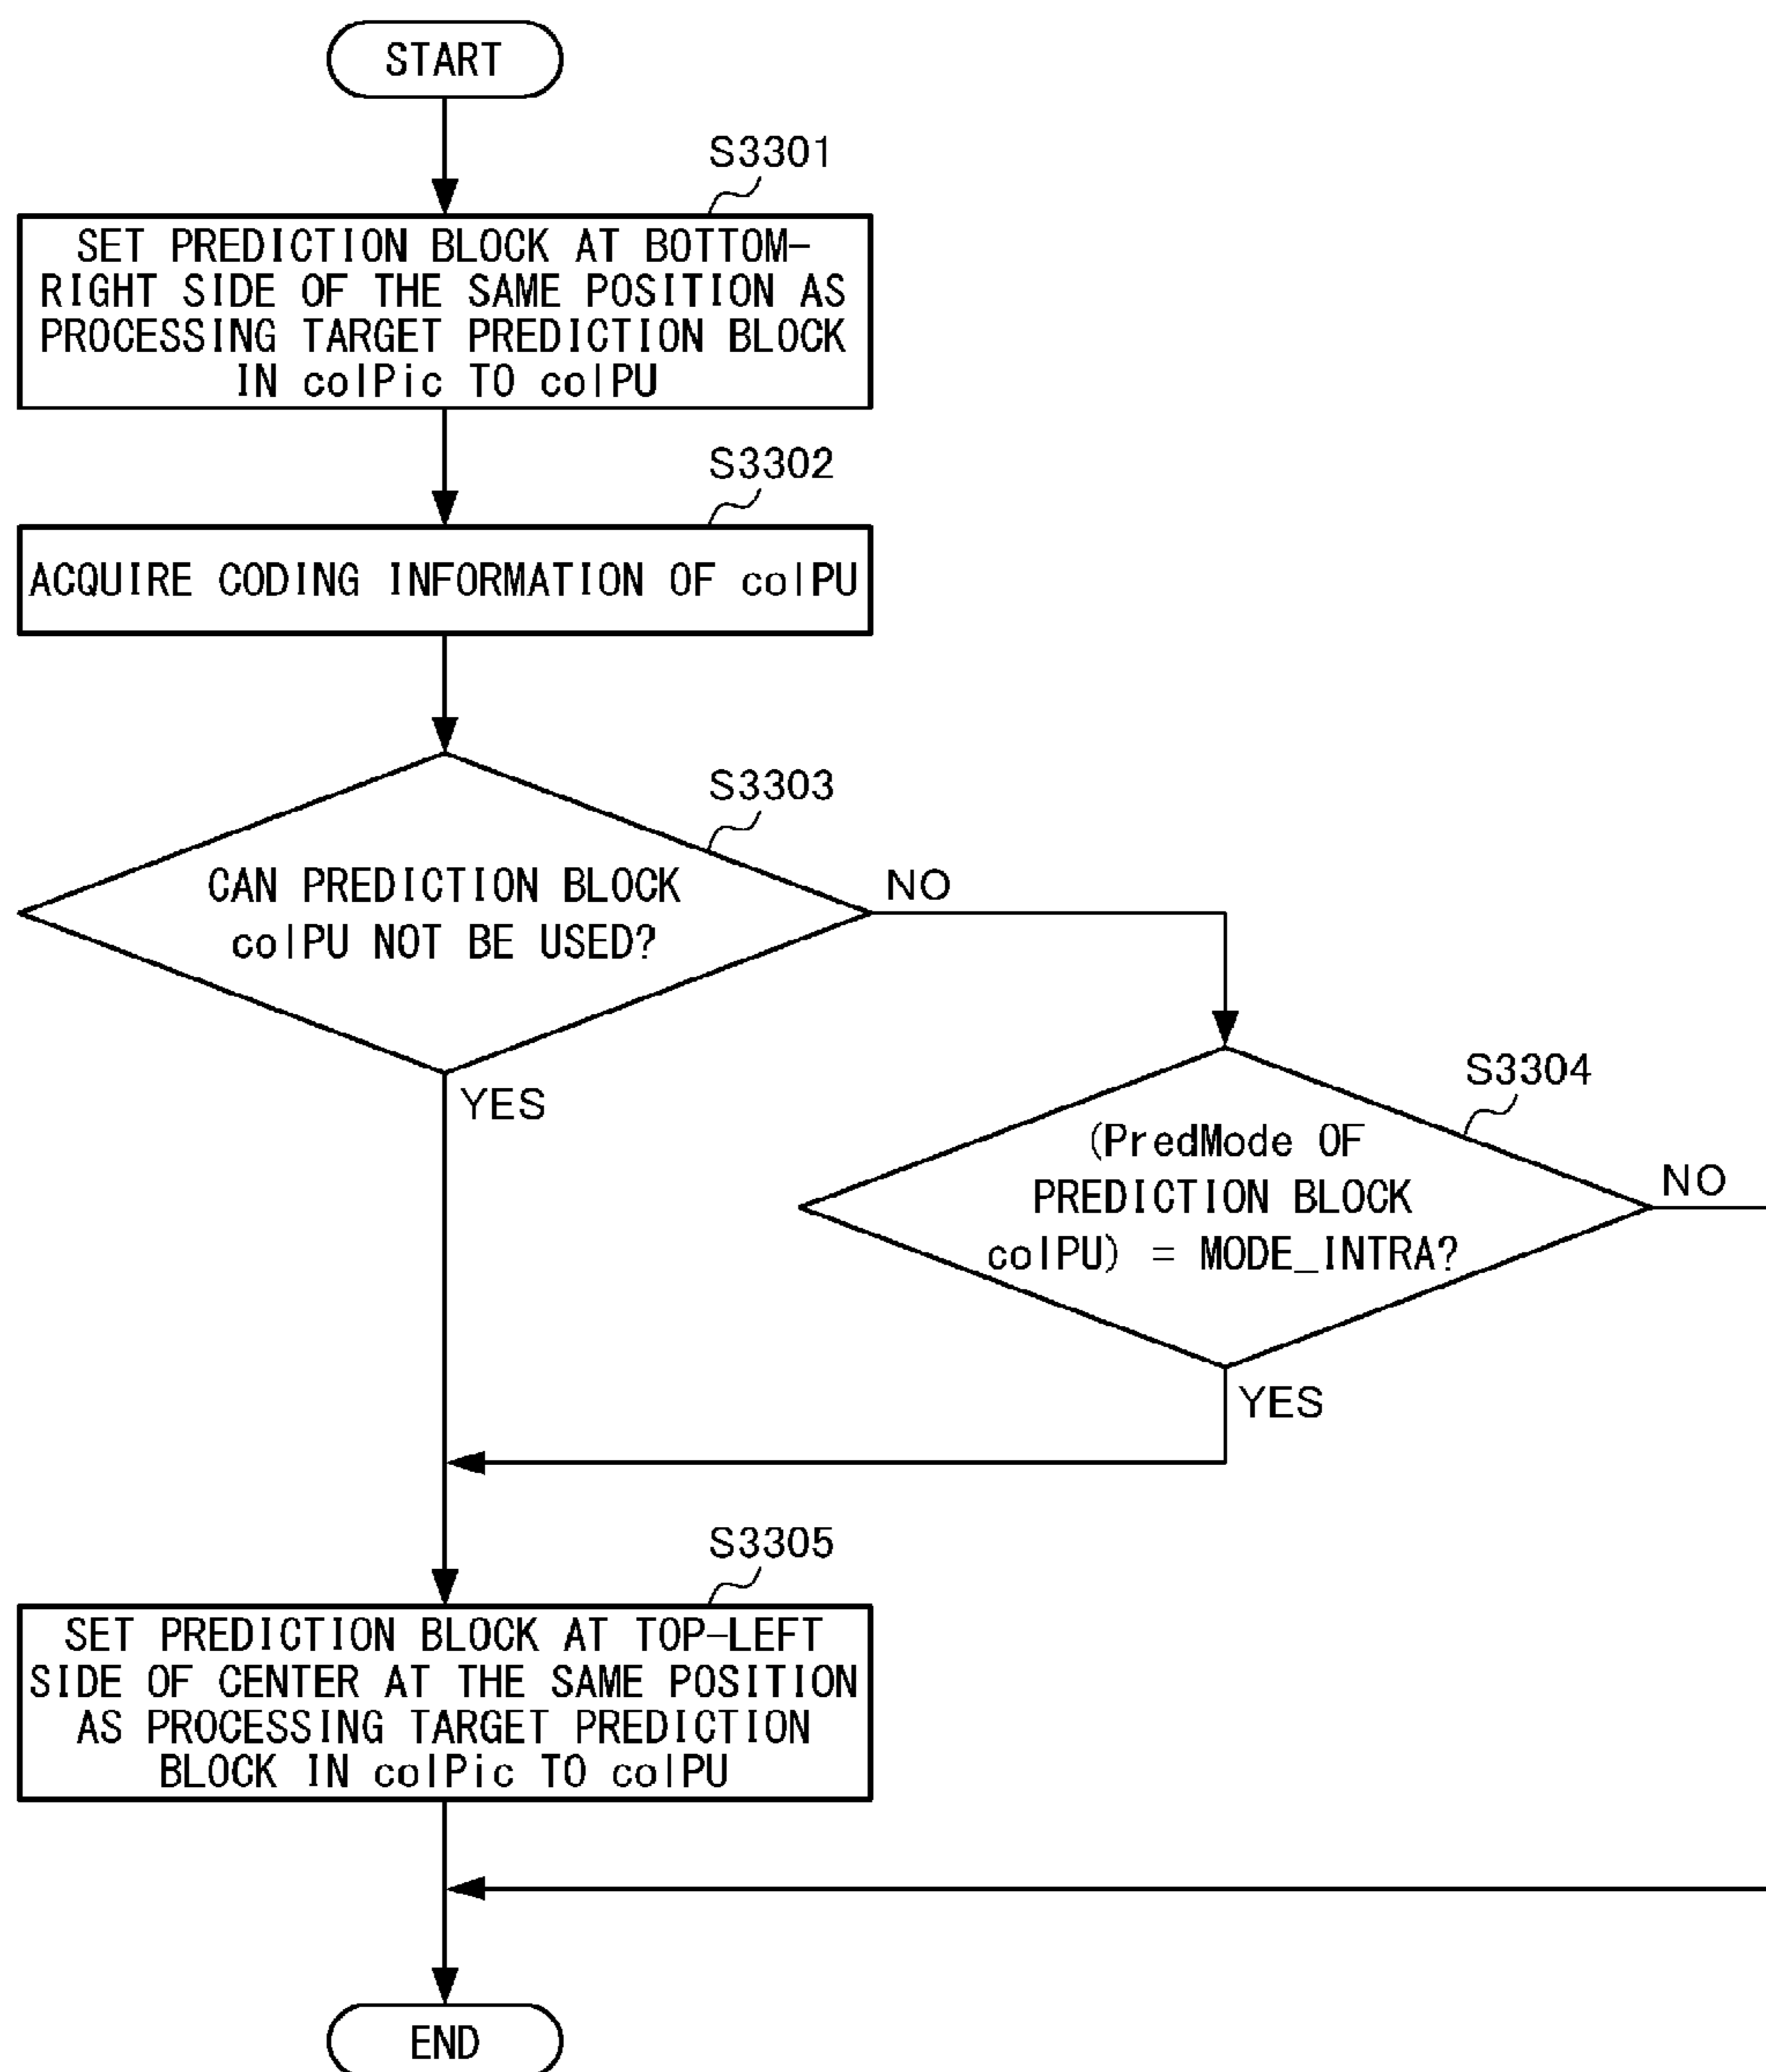 START
S3301
SET PREDICTION BLOCK AT BOTTOM-
RIGHT SIDE OF THE SAME POSITION AS
PROCESSING TARGET PREDICTION BLOCK
IN colPic TO colPU
S3302
ACQUIRE CODING INFORMATION OF colPU
S3303
CAN PREDICTION BLOCK
colPU NOT BE USED?
NO
YES
S3304
(PredMode OF
PREDICTION BLOCK
colPU) = MODE_INTRA?
NO
YES
S3305
SET PREDICTION BLOCK AT TOP-LEFT
SIDE OF CENTER AT THE SAME POSITION
AS PROCESSING TARGET PREDICTION
BLOCK IN colPic TO colPU
END